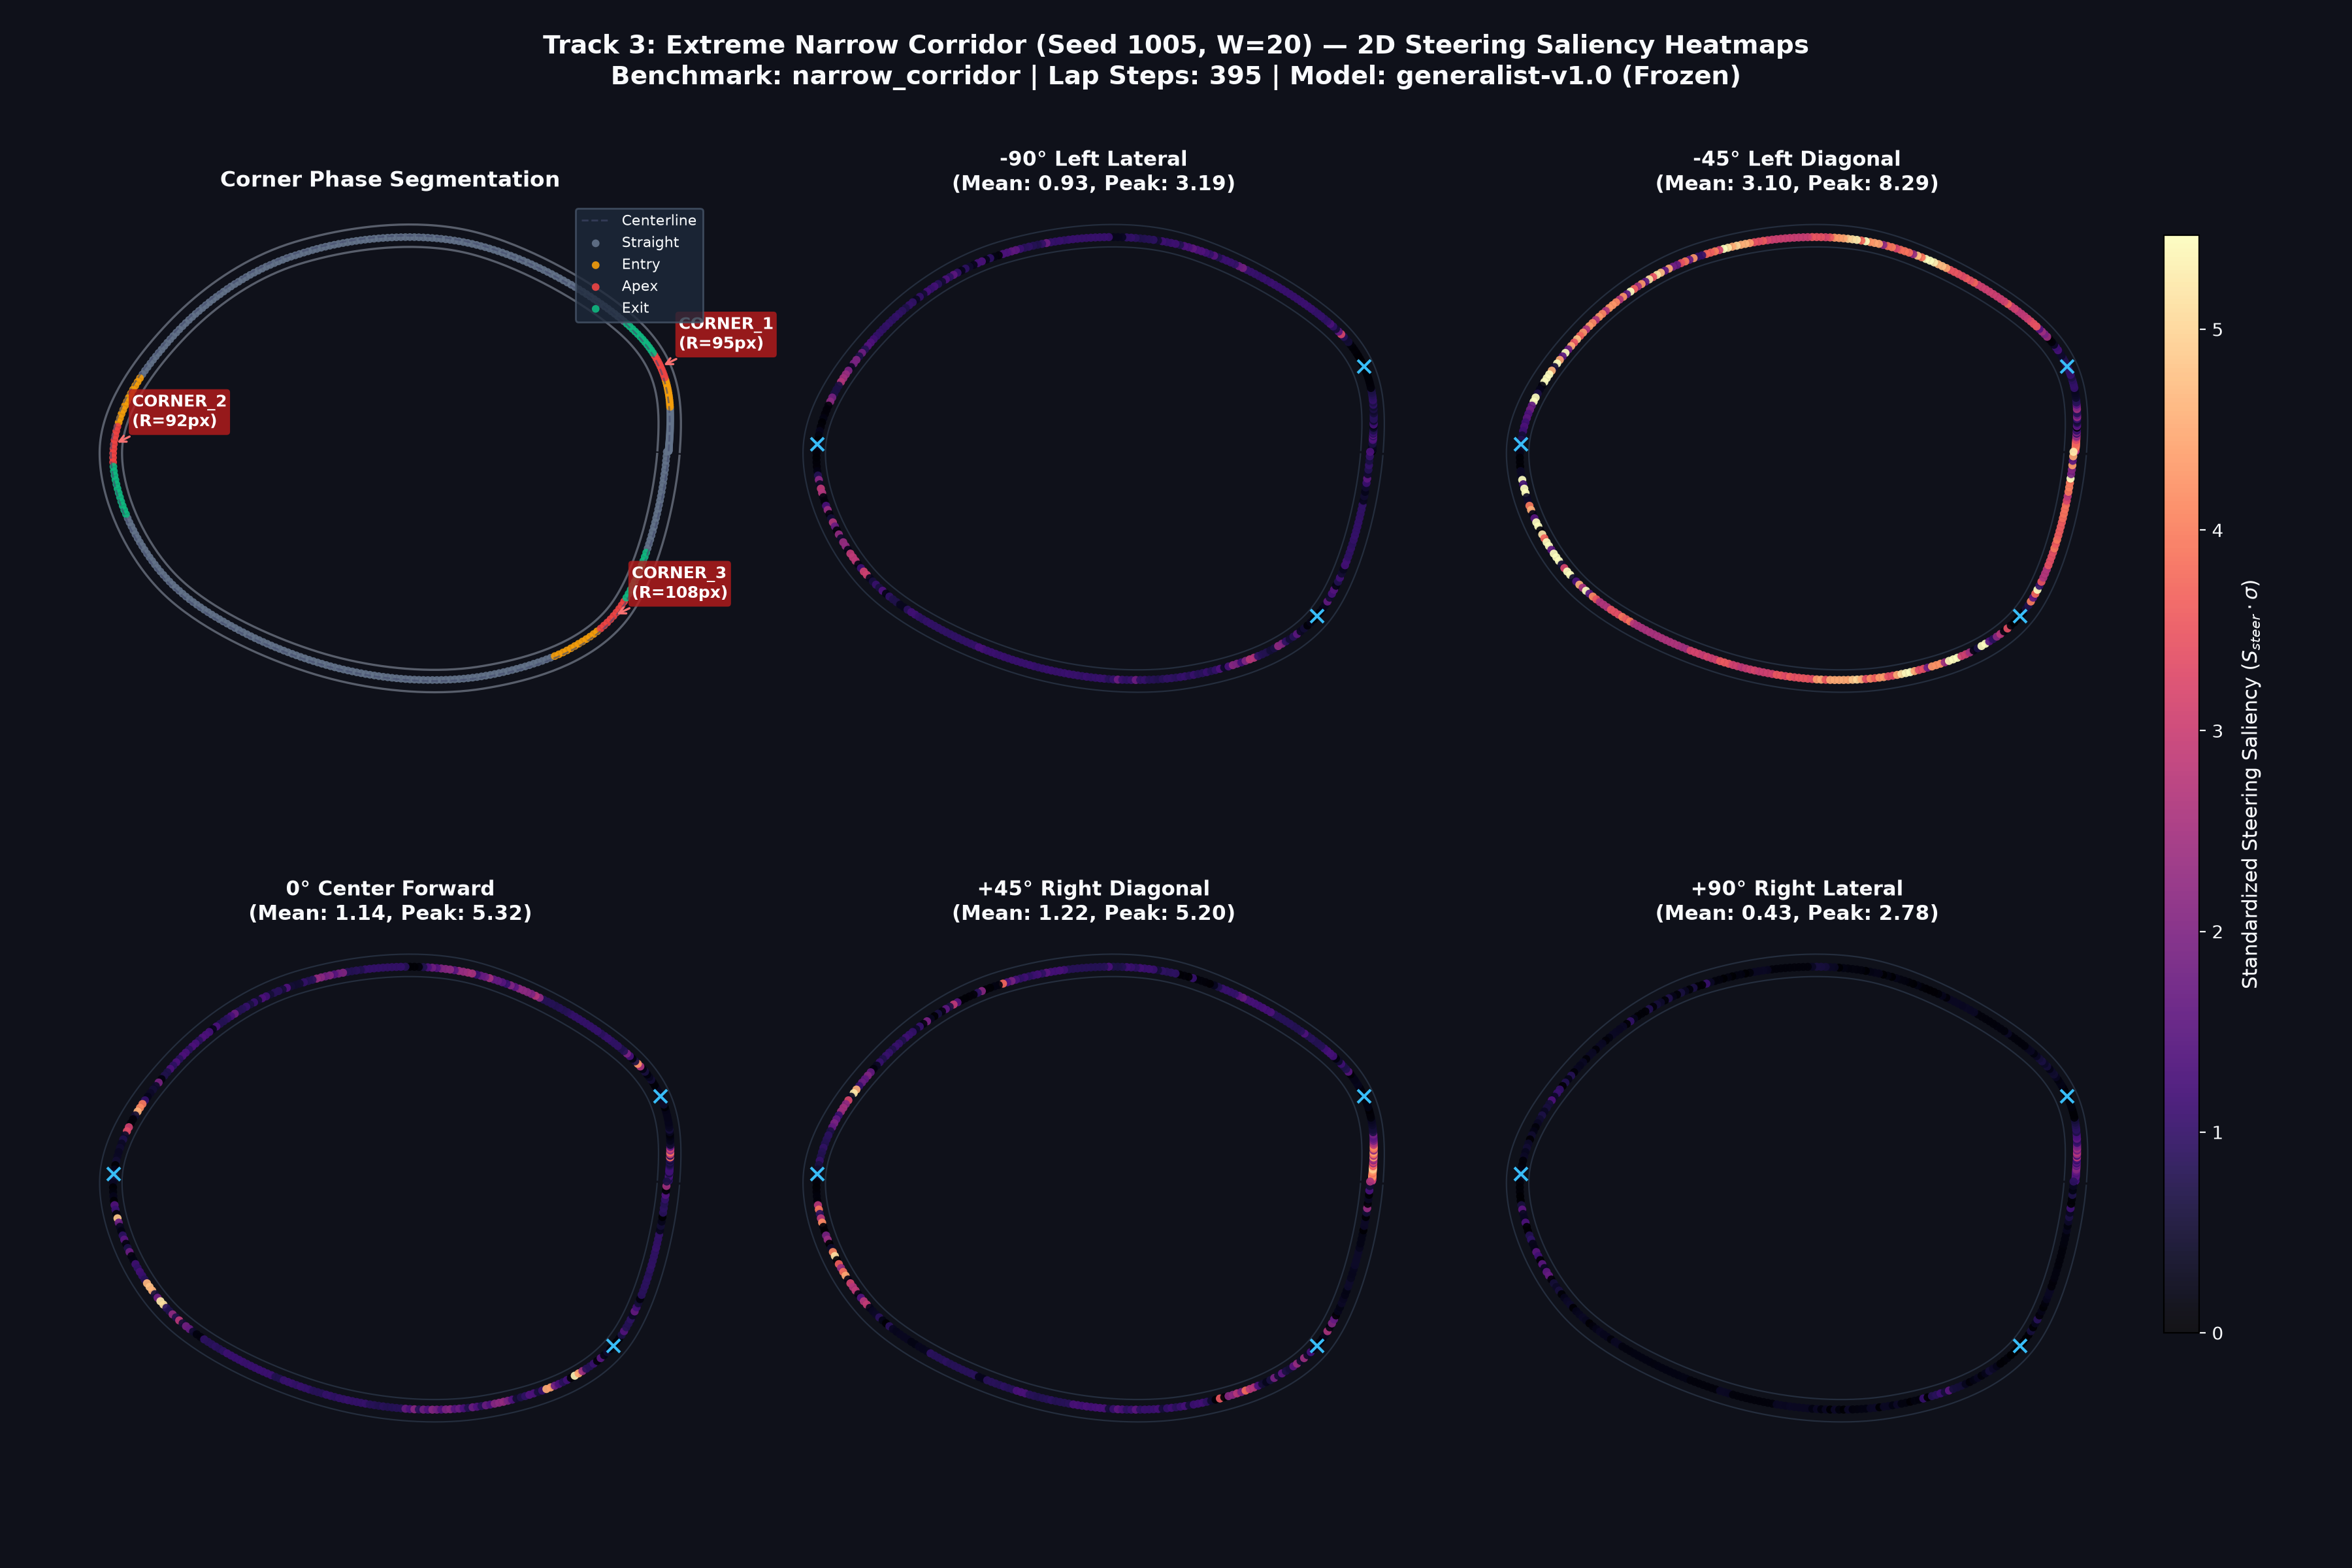 Track 3: Extreme Narrow Corridor (Seed 1005, W=20) — 2D Steering Saliency Heatmaps
Benchmark: narrow_corridor | Lap Steps: 395 | Model: generalist-v1.0 (Frozen)
Corner Phase Segmentation
Centerline
Straight
Entry
Apex
Exit
CORNER_1
(R=95px)
CORNER_2
(R=92px)
CORNER_3
(R=108px)
-90° Left Lateral
(Mean: 0.93, Peak: 3.19)
-45° Left Diagonal
(Mean: 3.10, Peak: 8.29)
0° Center Forward
(Mean: 1.14, Peak: 5.32)
+45° Right Diagonal
(Mean: 1.22, Peak: 5.20)
+90° Right Lateral
(Mean: 0.43, Peak: 2.78)
5
4
3
2
1
0
Standardized Steering Saliency (S_steer · σ)